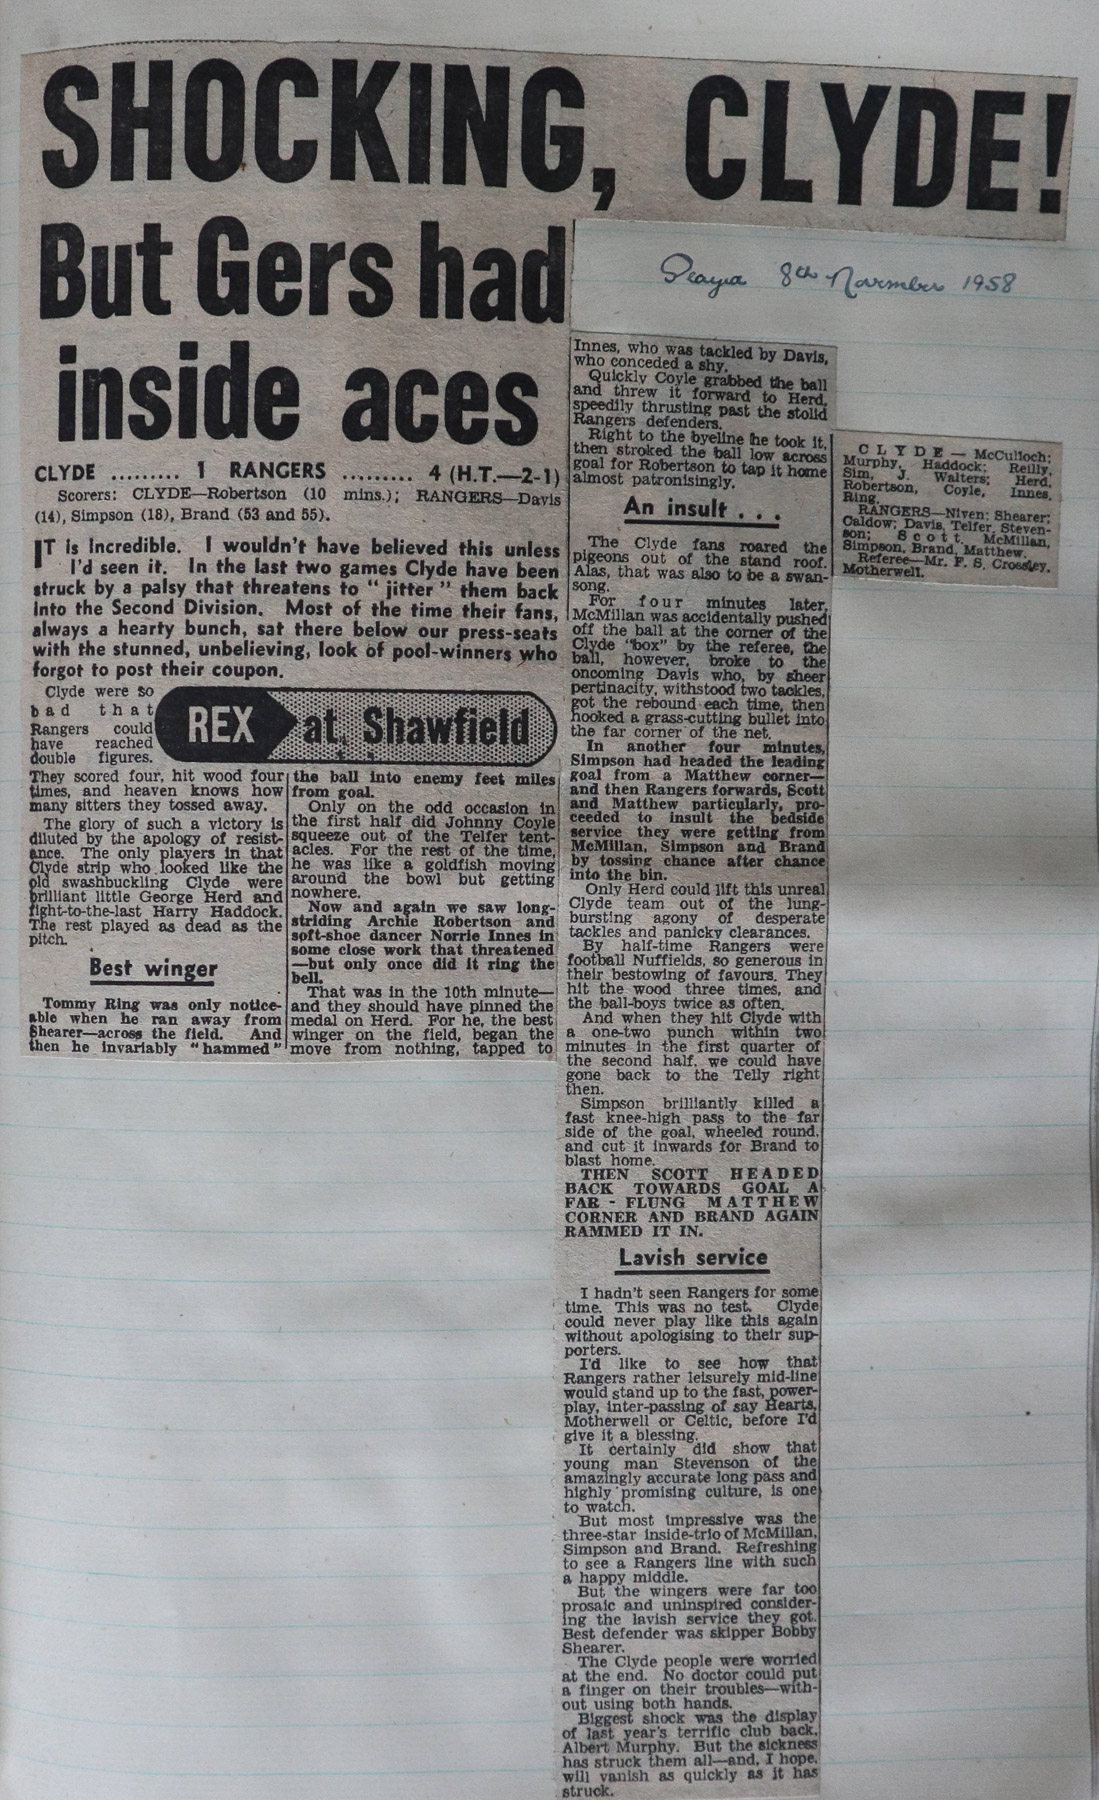 SHOCKING, CLYDE!
But Gers had
inside aces
Played 8th November 1958
CLYDE ......... 1 RANGERS ......... 4 (H.T.—2-1)
Scorers: CLYDE—Robertson (10 mins.); RANGERS—Davis
(14), Simpson (18), Brand (53 and 55).
IT is incredible. I wouldn't have believed this unless
I'd seen it. In the last two games Clyde have been
struck by a palsy that threatens to "jitter" them back
into the Second Division. Most of the time their fans,
always a hearty bunch, sat there below our press-seats
with the stunned, unbelieving, look of pool-winners who
forgot to post their coupon.
REX at Shawfield
Clyde were so
bad that
Rangers could
have reached
double figures.
They scored four, hit wood four
times, and heaven knows how
many sitters they tossed away.
The glory of such a victory is
diluted by the apology of resist-
ance. The only players in that
Clyde strip who looked like the
old swashbuckling Clyde were
brilliant little George Herd and
fight-to-the-last Harry Haddock.
The rest played as dead as the
pitch.
Best winger
Tommy Ring was only notice-
able when he ran away from
Shearer—across the field. And
then he invariably "hammed"
the ball into enemy feet miles
from goal.
Only on the odd occasion in
the first half did Johnny Coyle
squeeze out of the Telfer tent-
acles. For the rest of the time,
he was like a goldfish moving
around the bowl but getting
nowhere.
Now and again we saw long-
striding Archie Robertson and
soft-shoe dancer Norrie Innes in
some close work that threatened
—but only once did it ring the
bell.
That was in the 10th minute—
and they should have pinned the
medal on Herd. For he, the best
winger on the field, began the
move from nothing, tapped to
Innes, who was tackled by Davis,
who conceded a shy.
Quickly Coyle grabbed the ball
and threw it forward to Herd,
speedily thrusting past the stolid
Rangers defenders.
Right to the byeline he took it,
then stroked the ball low across
goal for Robertson to tap it home
almost patronisingly.
An insult . . .
The Clyde fans roared the
pigeons out of the stand roof.
Alas, that was also to be a swan-
song.
For four minutes later,
McMillan was accidentally pushed
off the ball at the corner of the
Clyde "box" by the referee, the
ball, however, broke to the
oncoming Davis who, by sheer
pertinacity, withstood two tackles,
got the rebound each time, then
hooked a grass-cutting bullet into
the far corner of the net.
In another four minutes,
Simpson had headed the leading
goal from a Matthew corner—
and then Rangers forwards, Scott
and Matthew particularly, pro-
ceeded to insult the bedside
service they were getting from
McMillan, Simpson and Brand
by tossing chance after chance
into the bin.
Only Herd could lift this unreal
Clyde team out of the lung-
bursting agony of desperate
tackles and panicky clearances.
By half-time Rangers were
football Nuffields, so generous in
their bestowing of favours. They
hit the wood three times, and
the ball-boys twice as often.
And when they hit Clyde with
a one-two punch within two
minutes in the first quarter of
the second half, we could have
gone back to the Telly right
then.
Simpson brilliantly killed a
fast knee-high pass to the far
side of the goal, wheeled round,
and cut it inwards for Brand to
blast home.
THEN SCOTT HEADED
BACK TOWARDS GOAL A
FAR - FLUNG MATTHEW
CORNER AND BRAND AGAIN
RAMMED IT IN.
Lavish service
I hadn't seen Rangers for some
time. This was no test. Clyde
could never play like this again
without apologising to their sup-
porters.
I'd like to see how that
Rangers rather leisurely mid-line
would stand up to the fast, power-
play, inter-passing of say Hearts,
Motherwell or Celtic, before I'd
give it a blessing.
It certainly did show that
young man Stevenson of the
amazingly accurate long pass and
highly promising culture, is one
to watch.
But most impressive was the
three-star inside-trio of McMillan,
Simpson and Brand. Refreshing
to see a Rangers line with such
a happy middle.
But the wingers were far too
prosaic and uninspired consider-
ing the lavish service they got.
Best defender was skipper Bobby
Shearer.
The Clyde people were worried
at the end. No doctor could put
a finger on their troubles—with-
out using both hands.
Biggest shock was the display
of last year's terrific club back,
Albert Murphy. But the sickness
has struck them all—and, I hope,
will vanish as quickly as it has
struck.
CLYDE — McCulloch;
Murphy, Haddock; Reilly,
Sim, J. Walters; Herd,
Robertson, Coyle, Innes,
Ring.
RANGERS—Niven; Shearer;
Caldow; Davis, Telfer, Steven-
son; Scott, McMillan,
Simpson, Brand, Matthew.
Referee—Mr. F. S. Crossley,
Motherwell.